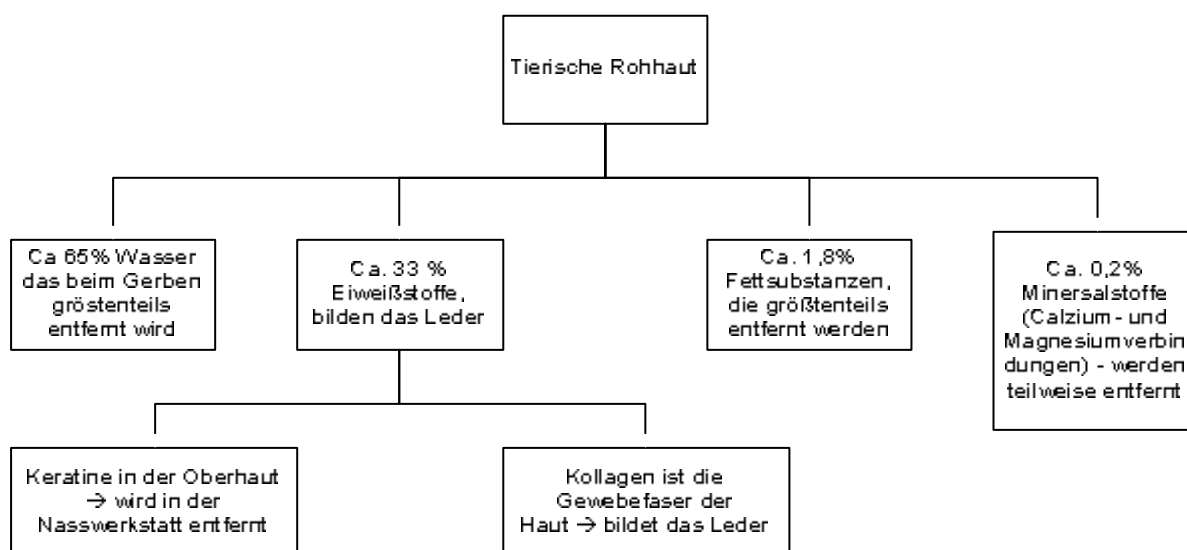 Tierische Rohhaut
Ca 65% Wasser
das beim Gerben
gröstenteils
entfernt wird
Ca. 33 %
Eiweißstoffe,
bilden das Leder
Ca. 1,8%
Fettsubstanzen,
die größtenteils
entfernt werden
Ca. 0,2%
Minersalstoffe
(Calzium- und
Magnesiumverbin
dungen) - werden
teilweise entfernt
Keratine in der Oberhaut
→ wird in der
Nasswerkstatt entfernt
Kollagen ist die
Gewebefaser der
Haut → bildet das Leder